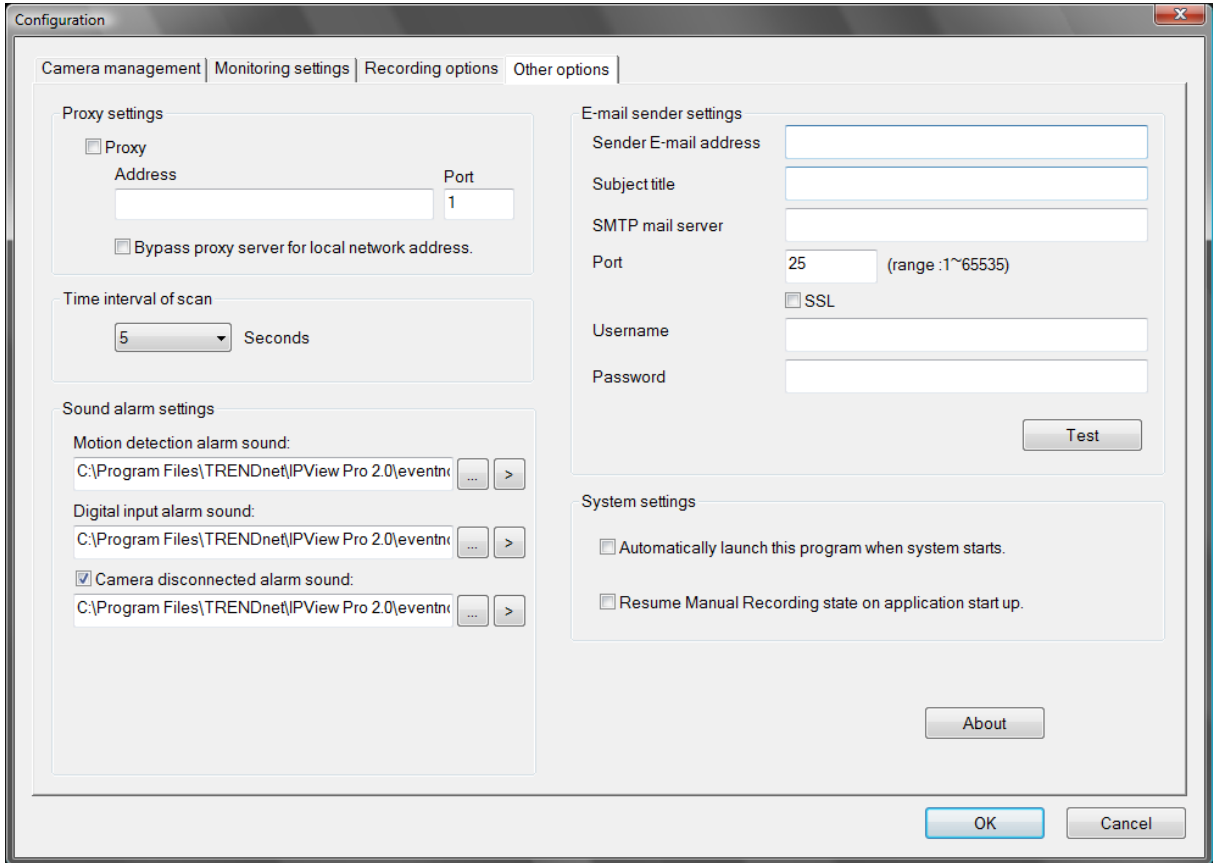 Configuration
x
Camera management
Monitoring settings
Recording options
Other options
Proxy settings
Proxy
Address
Port
1
Bypass proxy server for local network address.
Time interval of scan
5
Seconds
Sound alarm settings
Motion detection alarm sound:
C:\Program Files\TRENDnet\IPView Pro 2.0\eventn
...
>
Digital input alarm sound:
C:\Program Files\TRENDnet\IPView Pro 2.0\eventn
...
>
Camera disconnected alarm sound:
C:\Program Files\TRENDnet\IPView Pro 2.0\eventn
...
>
E-mail sender settings
Sender E-mail address
Subject title
SMTP mail server
Port
25
(range :1~65535)
SSL
Username
Password
Test
System settings
Automatically launch this program when system starts.
Resume Manual Recording state on application start up.
About
OK
Cancel